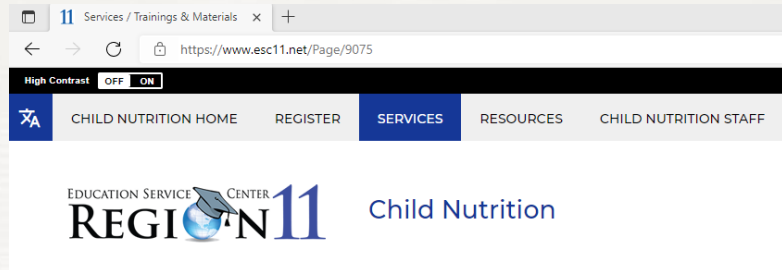 11 Services / Trainings & Materials
https://www.esc11.net/Page/9075
High Contrast OFF ON
CHILD NUTRITION HOME REGISTER SERVICES RESOURCES CHILD NUTRITION STAFF
EDUCATION SERVICE CENTER
REGION 11
Child Nutrition